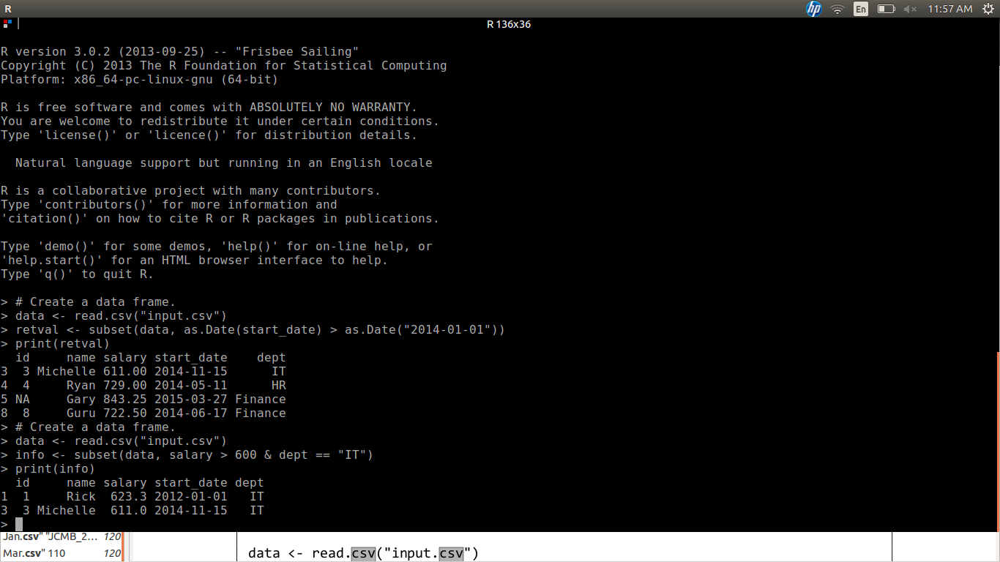 R
hp
En
11:57 AM
R 136x36
R version 3.0.2 (2013-09-25) -- "Frisbee Sailing"
Copyright (C) 2013 The R Foundation for Statistical Computing
Platform: x86_64-pc-linux-gnu (64-bit)
R is free software and comes with ABSOLUTELY NO WARRANTY.
You are welcome to redistribute it under certain conditions.
Type 'license()' or 'licence()' for distribution details.
  Natural language support but running in an English locale
R is a collaborative project with many contributors.
Type 'contributors()' for more information and
'citation()' on how to cite R or R packages in publications.
Type 'demo()' for some demos, 'help()' for on-line help, or
'help.start()' for an HTML browser interface to help.
Type 'q()' to quit R.
> # Create a data frame.
> data <- read.csv("input.csv")
> retval <- subset(data, as.Date(start_date) > as.Date("2014-01-01"))
> print(retval)
  id     name salary start_date    dept
3  3 Michelle 611.00 2014-11-15      IT
4  4     Ryan 729.00 2014-05-11      HR
5 NA     Gary 843.25 2015-03-27 Finance
8  8     Guru 722.50 2014-06-17 Finance
> # Create a data frame.
> data <- read.csv("input.csv")
> info <- subset(data, salary > 600 & dept == "IT")
> print(info)
  id     name salary start_date dept
1  1     Rick  623.3 2012-01-01   IT
3  3 Michelle  611.0 2014-11-15   IT
>
Jan.csv" "JCMB_2... 120
Mar.csv" 110 120
data <- read.csv("input.csv")